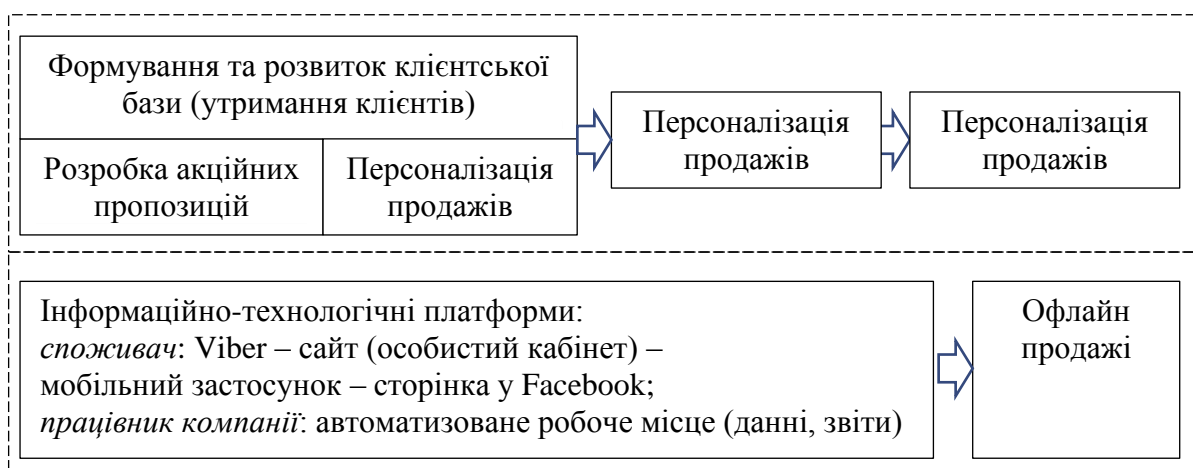 Формування та розвиток клієнтської
бази (утримання клієнтів)
Розробка акційних
пропозицій
Персоналізація
продажів
Персоналізація
продажів
Персоналізація
продажів
Інформаційно-технологічні платформи:
споживач: Viber – сайт (особистий кабінет) –
мобільний застосунок – сторінка у Facebook;
працівник компанії: автоматизоване робоче місце (данні, звіти)
Офлайн
продажі